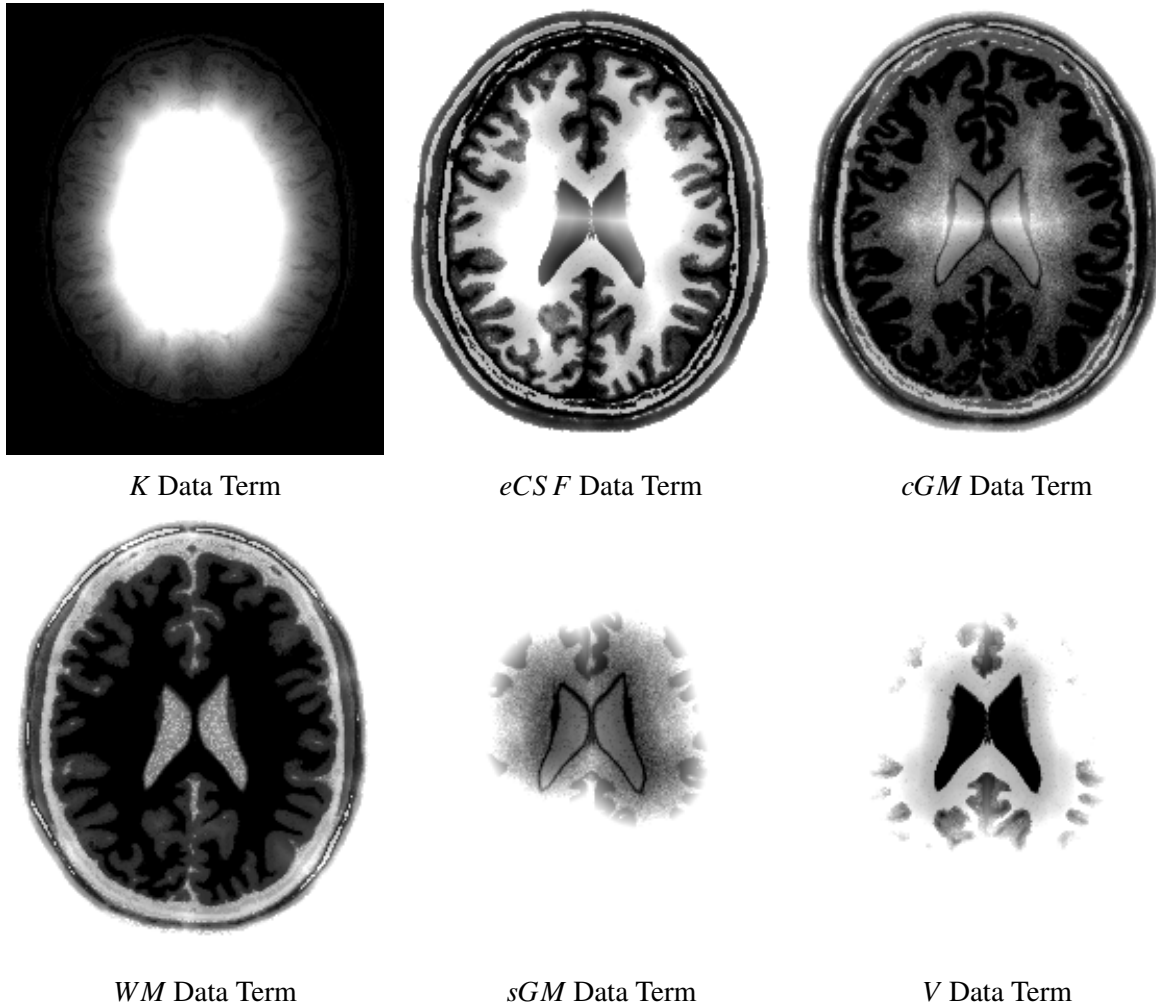 K Data Term
eCSF Data Term
cGM Data Term
WM Data Term
sGM Data Term
V Data Term